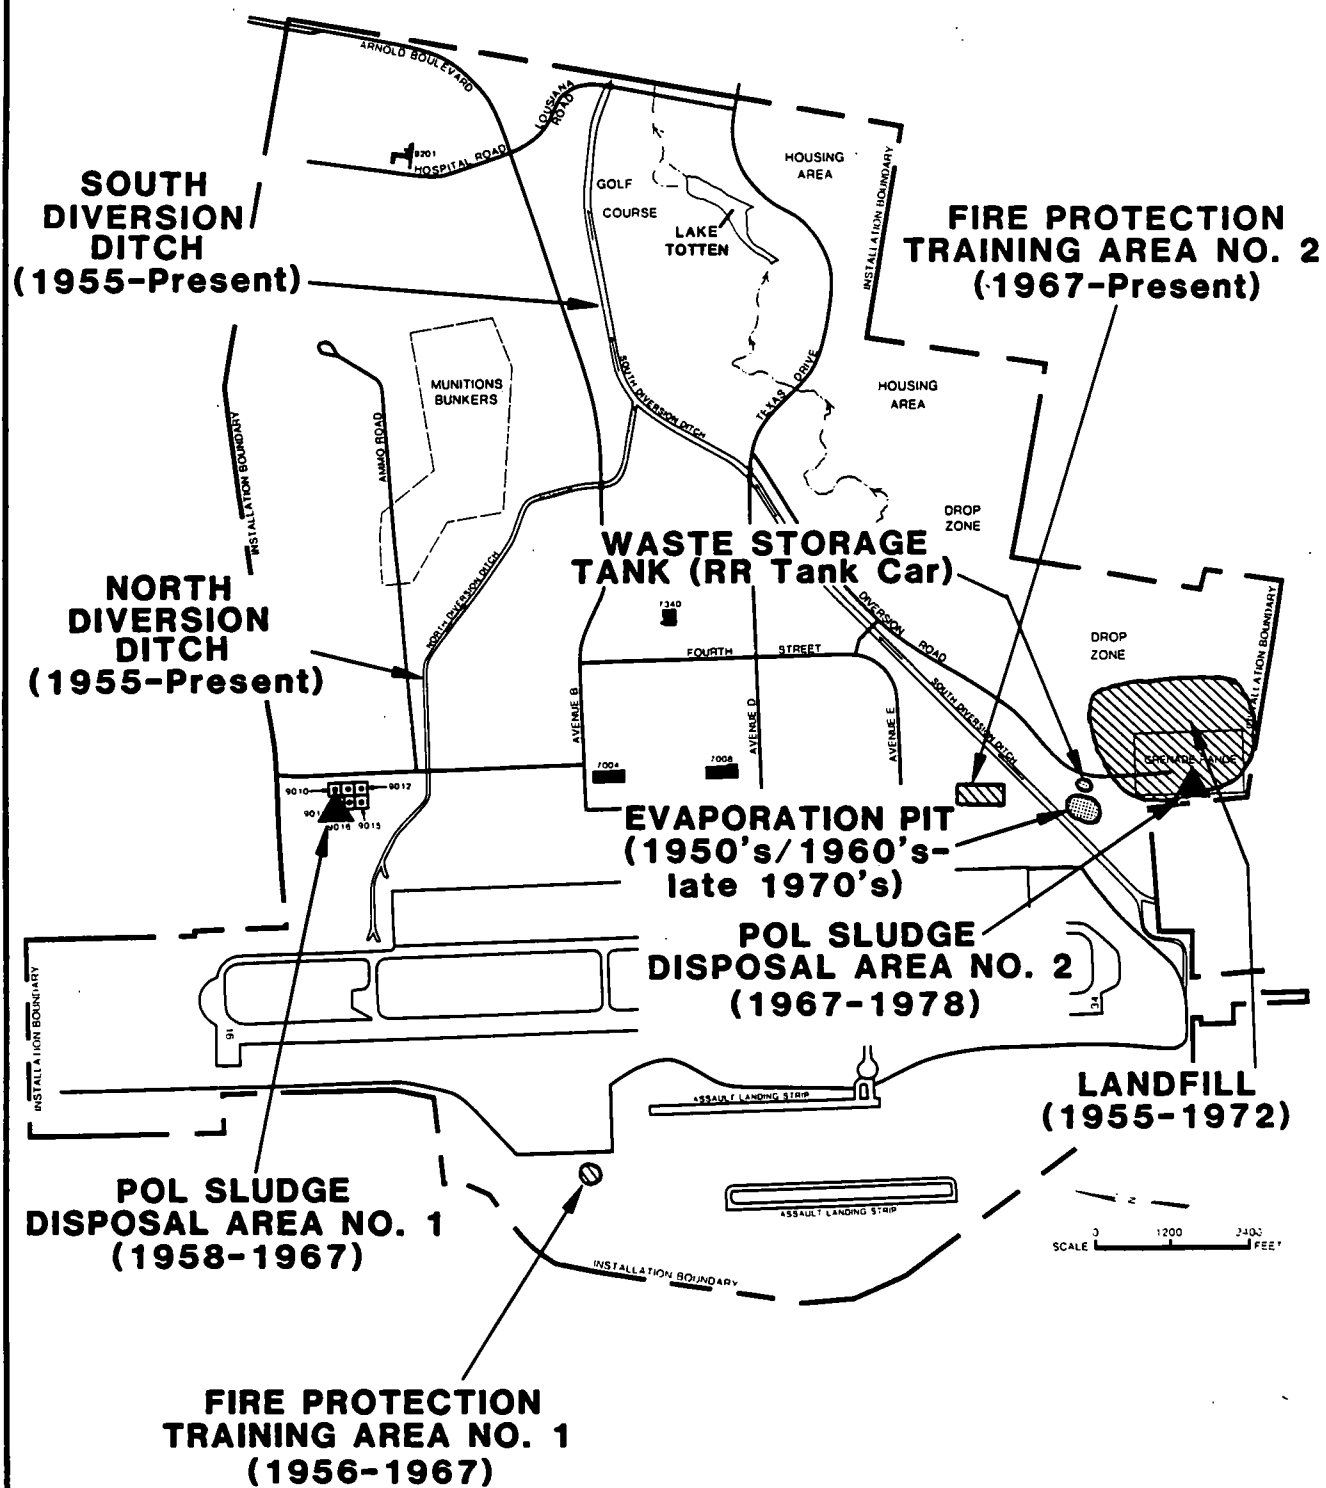 ARNOLD BOULEVARD
LOUSIANA
ROAD
9201
HOSPITAL ROAD
HOUSING
AREA
GOLF
COURSE
LAKE
TOTTEN
INSTALLATION BOUNDARY
SOUTH
DIVERSION
DITCH
(1955-Present)
FIRE PROTECTION
TRAINING AREA NO. 2
(1967-Present)
MUNITIONS
BUNKERS
SOUTH DIVERSION DITCH
TEXAS DRIVE
HOUSING
AREA
INSTALLATION BOUNDARY
AMMO ROAD
DROP
ZONE
WASTE STORAGE
TANK (RR Tank Car)
NORTH
DIVERSION
DITCH
(1955-Present)
NORTH DIVERSION DITCH
7340
DIVERSION
ROAD
FOURTH STREET
DROP
ZONE
INSTALLATION BOUNDARY
SOUTH DIVERSION DITCH
AVENUE B
AVENUE D
AVENUE E
7004
7008
GRENADE RANGE
9010
9012
9016
9015
EVAPORATION PIT
(1950's/1960's-
late 1970's)
POL SLUDGE
DISPOSAL AREA NO. 2
(1967-1978)
INSTALLATION BOUNDARY
16
34
LANDFILL
(1955-1972)
ASSAULT LANDING STRIP
POL SLUDGE
DISPOSAL AREA NO. 1
(1958-1967)
ASSAULT LANDING STRIP
Z
SCALE 0 1200 2400
FEET
INSTALLATION BOUNDARY
FIRE PROTECTION
TRAINING AREA NO. 1
(1956-1967)